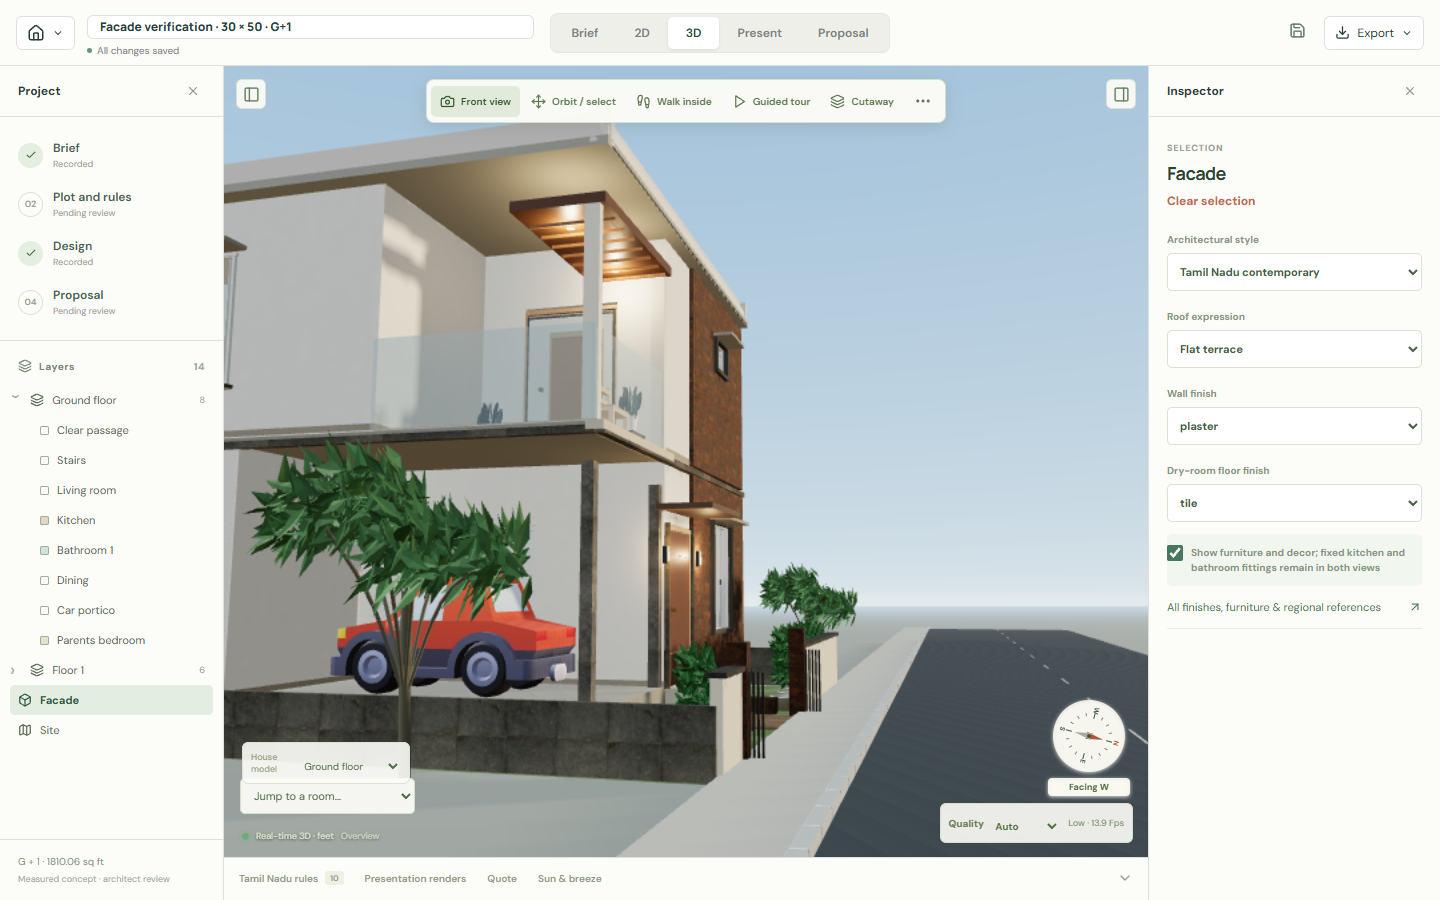 Facade verification · 30 × 50 · G+1
All changes saved
Brief
2D
3D
Present
Proposal
Export
Project
Brief
Recorded
02
Plot and rules
Pending review
Design
Recorded
04
Proposal
Pending review
Layers
14
Ground floor
8
Clear passage
Stairs
Living room
Kitchen
Bathroom 1
Dining
Car portico
Parents bedroom
Floor 1
6
Facade
Site
G + 1 · 1810.06 sq ft
Measured concept · architect review
Front view
Orbit / select
Walk inside
Guided tour
Cutaway
House
model
Ground floor
Jump to a room...
Real-time 3D · feet
Overview
Facing W
Quality
Auto
Low · 13.9 Fps
Tamil Nadu rules
10
Presentation renders
Quote
Sun & breeze
Inspector
SELECTION
Facade
Clear selection
Architectural style
Tamil Nadu contemporary
Roof expression
Flat terrace
Wall finish
plaster
Dry-room floor finish
tile
Show furniture and decor; fixed kitchen and
bathroom fittings remain in both views
All finishes, furniture & regional references